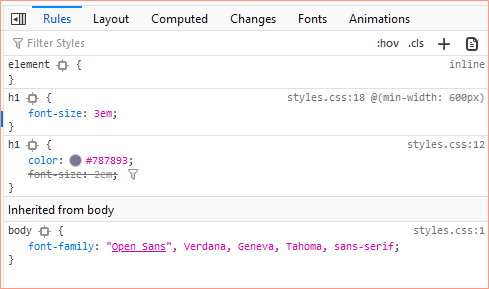 Rules Layout Computed Changes Fonts Animations
Filter Styles :hov .cls +
element { inline
}
h1 { styles.css:18 @(min-width: 600px)
font-size: 3em;
}
h1 { styles.css:12
color: #787893;
font-size: 2em;
}
Inherited from body
body { styles.css:1
font-family: "Open Sans", Verdana, Geneva, Tahoma, sans-serif;
}